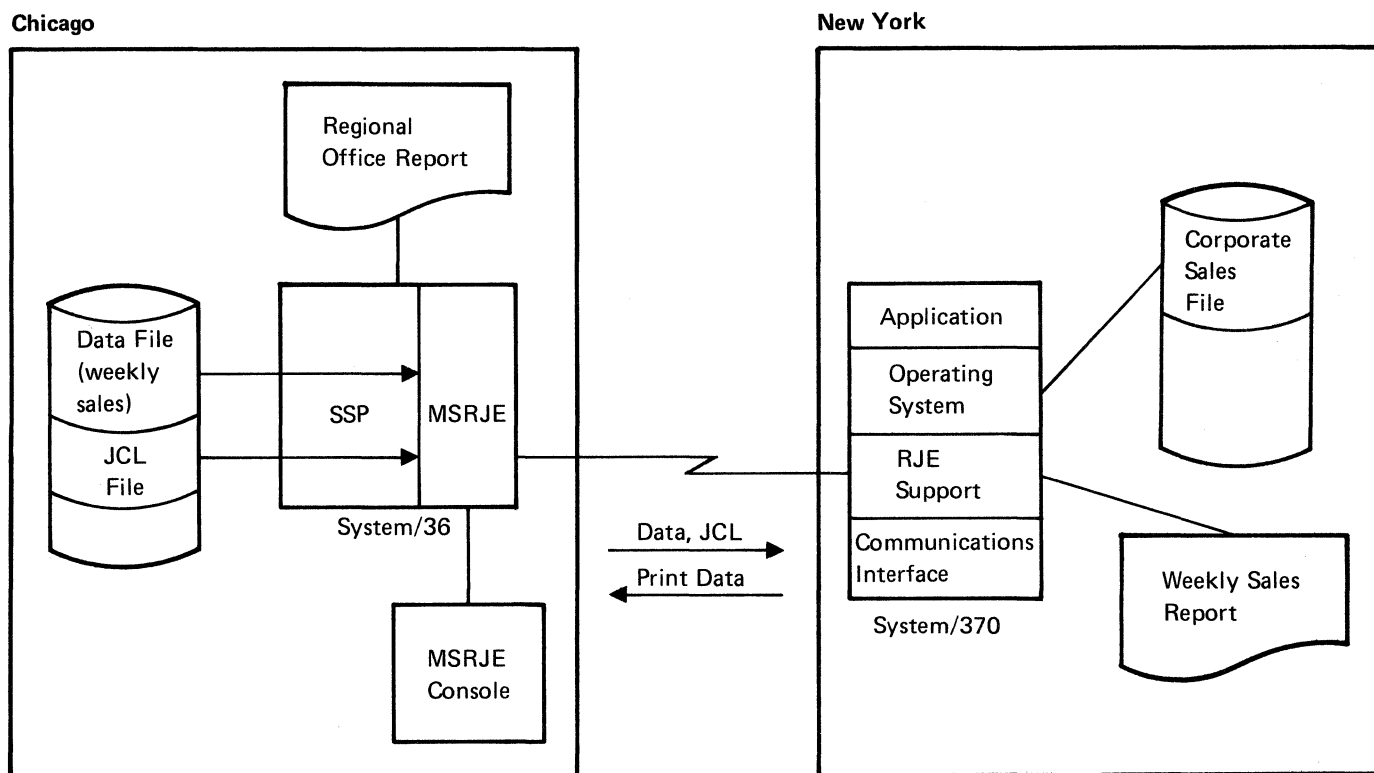 Chicago
New York
Regional
Office Report
Data File
(weekly
sales)
JCL
File
SSP
MSRJE
System/36
MSRJE
Console
Data, JCL
Print Data
Application
Operating
System
RJE
Support
Communications
Interface
System/370
Corporate
Sales
File
Weekly Sales
Report